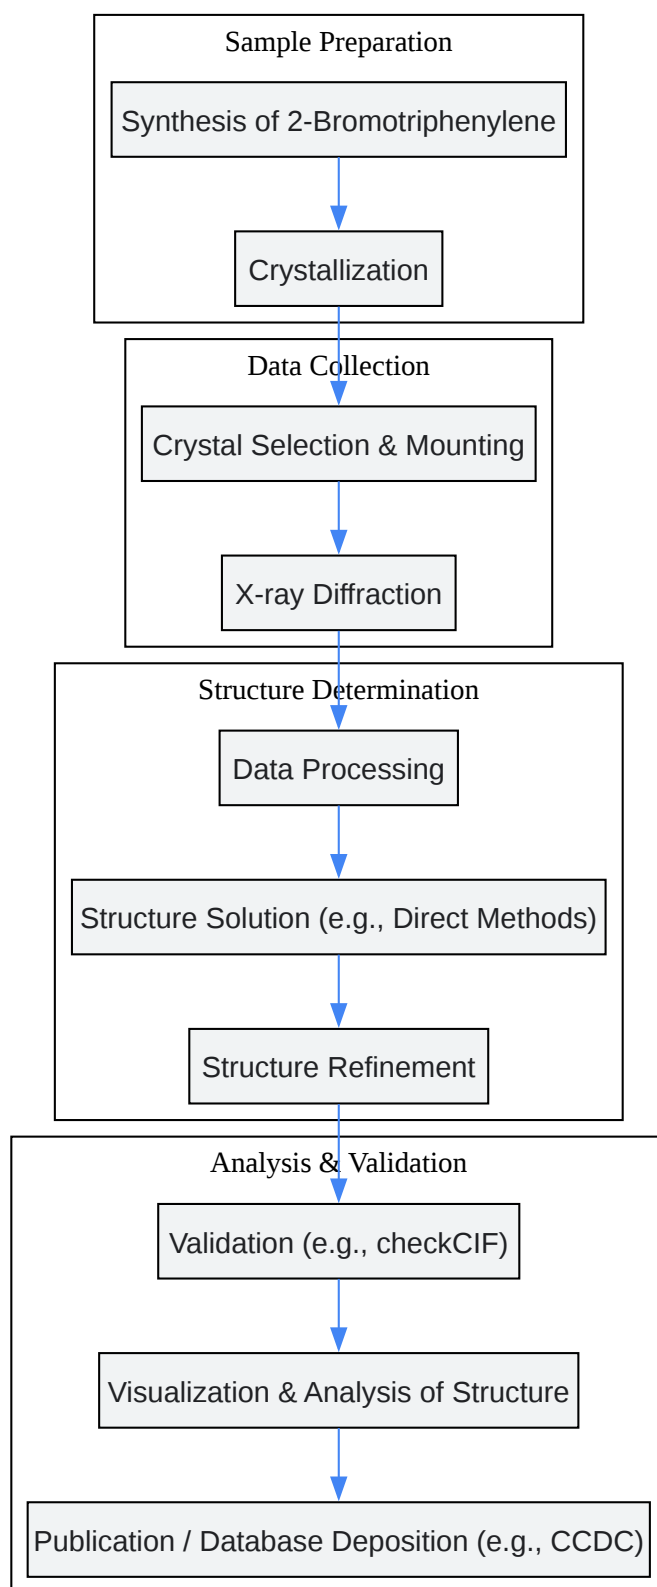 Sample Preparation
Synthesis of 2-Bromotriphenylene
Crystallization
Data Collection
Crystal Selection & Mounting
X-ray Diffraction
Structure Determination
Data Processing
Structure Solution (e.g., Direct Methods)
Structure Refinement
Analysis & Validation
Validation (e.g., checkCIF)
Visualization & Analysis of Structure
Publication / Database Deposition (e.g., CCDC)